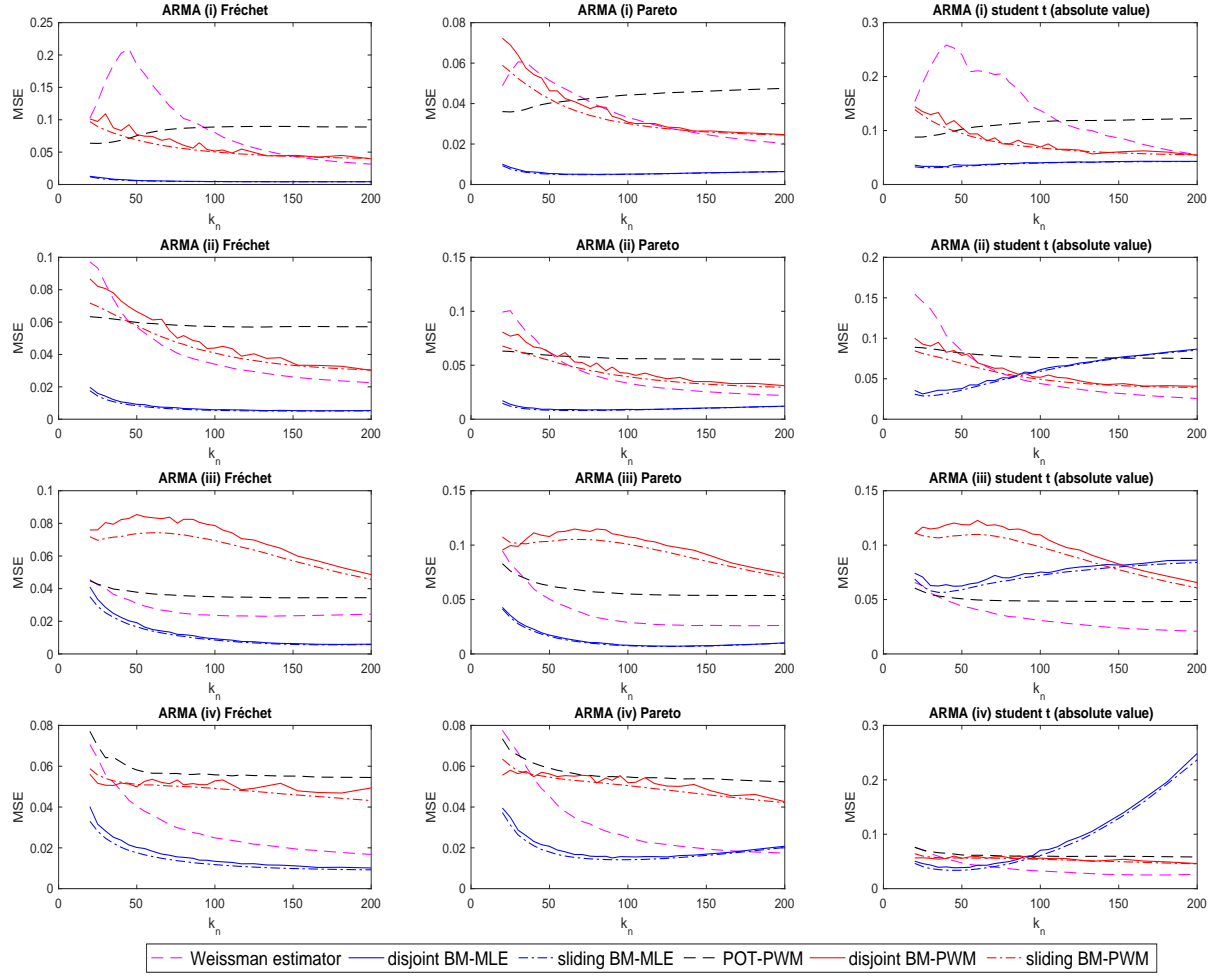 ARMA (i) Fréchet
0.25
0.2
0.15
0.1
0.05
0
MSE
0 50 100 150 200
k_n
ARMA (i) Pareto
0.08
0.06
0.04
0.02
0
MSE
0 50 100 150 200
k_n
ARMA (i) student t (absolute value)
0.3
0.2
0.1
0
MSE
0 50 100 150 200
k_n
ARMA (ii) Fréchet
0.1
0.08
0.06
0.04
0.02
0
MSE
0 50 100 150 200
k_n
ARMA (ii) Pareto
0.15
0.1
0.05
0
MSE
0 50 100 150 200
k_n
ARMA (ii) student t (absolute value)
0.2
0.15
0.1
0.05
0
MSE
0 50 100 150 200
k_n
ARMA (iii) Fréchet
0.1
0.08
0.06
0.04
0.02
0
MSE
0 50 100 150 200
k_n
ARMA (iii) Pareto
0.15
0.1
0.05
0
MSE
0 50 100 150 200
k_n
ARMA (iii) student t (absolute value)
0.15
0.1
0.05
0
MSE
0 50 100 150 200
k_n
ARMA (iv) Fréchet
0.08
0.06
0.04
0.02
0
MSE
0 50 100 150 200
k_n
ARMA (iv) Pareto
0.08
0.06
0.04
0.02
0
MSE
0 50 100 150 200
k_n
ARMA (iv) student t (absolute value)
0.3
0.2
0.1
0
MSE
0 50 100 150 200
k_n
Weissman estimator disjoint BM-MLE sliding BM-MLE POT-PWM disjoint BM-PWM sliding BM-PWM